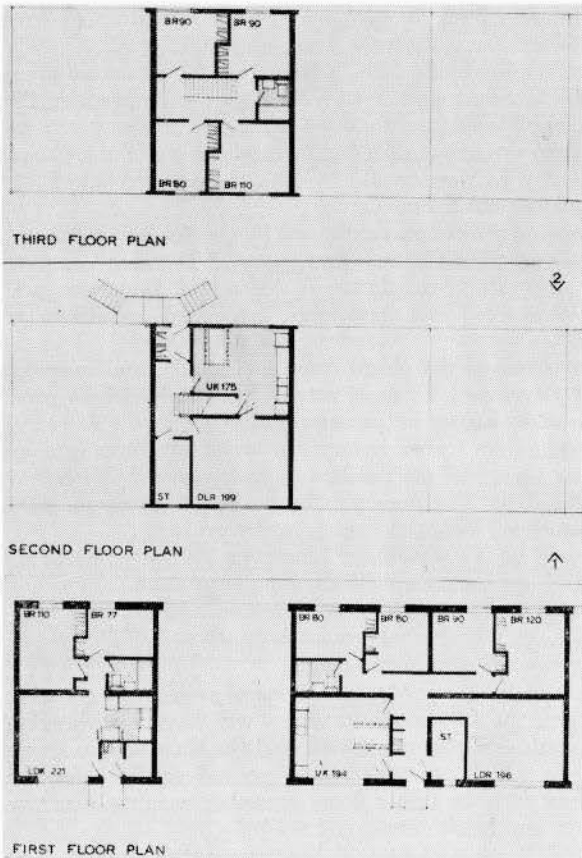 BR 90 BR 90
BR 80 BR 110
THIRD FLOOR PLAN
2
UK 175
ST DLR 199
SECOND FLOOR PLAN
1
BR 110 BR 77
BR 80 BR 80 BR 90 BR 120
ST
LDK 221 UK 194 LDR 196
FIRST FLOOR PLAN